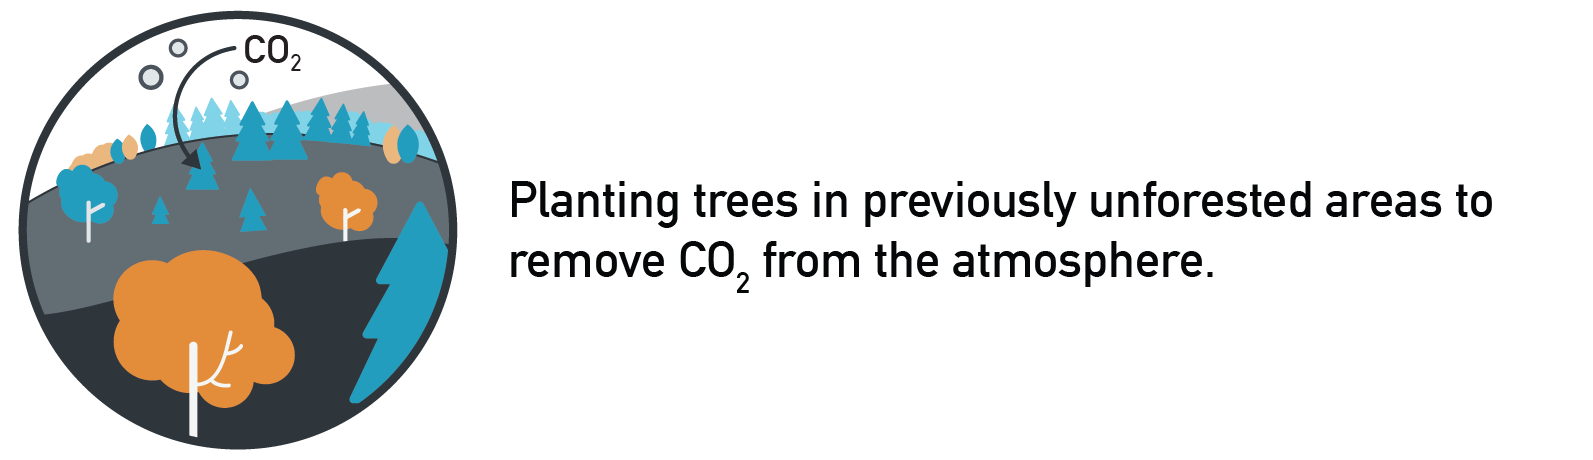 CO₂
Planting trees in previously unforested areas to
remove CO₂ from the atmosphere.